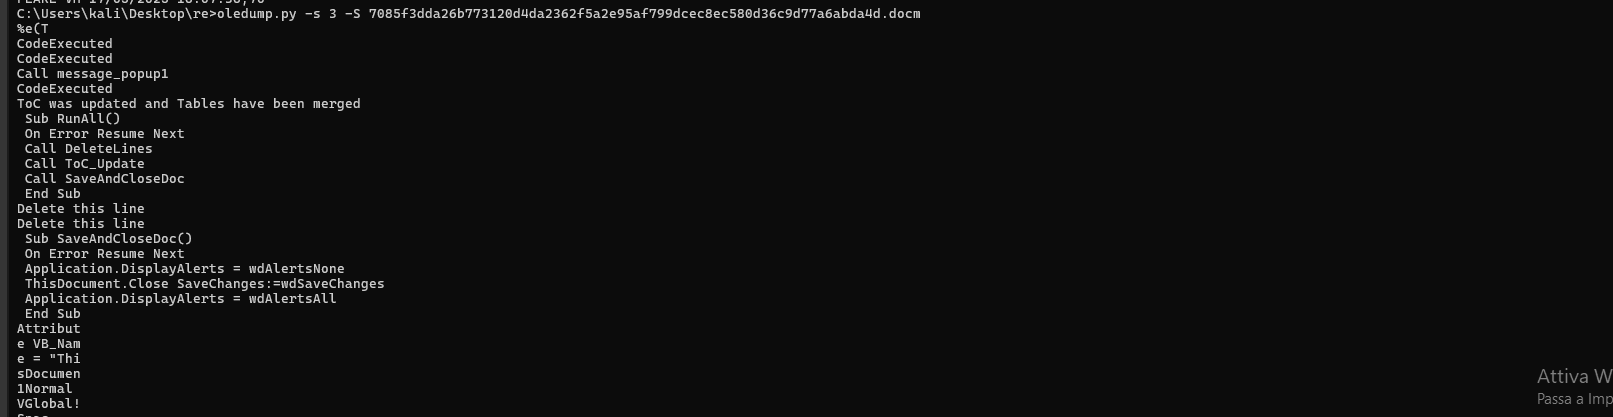 C:\Users\kali\Desktop\re>oledump.py -s 3 -S 7085f3dda26b773120d4da2362f5a2e95af799dcec8ec580d36c9d77a6abda4d.docm
%e(T
CodeExecuted
CodeExecuted
Call message_popup1
CodeExecuted
ToC was updated and Tables have been merged
Sub RunAll()
On Error Resume Next
Call DeleteLines
Call ToC_Update
Call SaveAndCloseDoc
End Sub
Delete this line
Delete this line
Sub SaveAndCloseDoc()
On Error Resume Next
Application.DisplayAlerts = wdAlertsNone
ThisDocument.Close SaveChanges:=wdSaveChanges
Application.DisplayAlerts = wdAlertsAll
End Sub
Attribut
e VB_Nam
e = "Thi
sDocumen
1Normal
VGlobal!
Attiva W
Passa a Imp